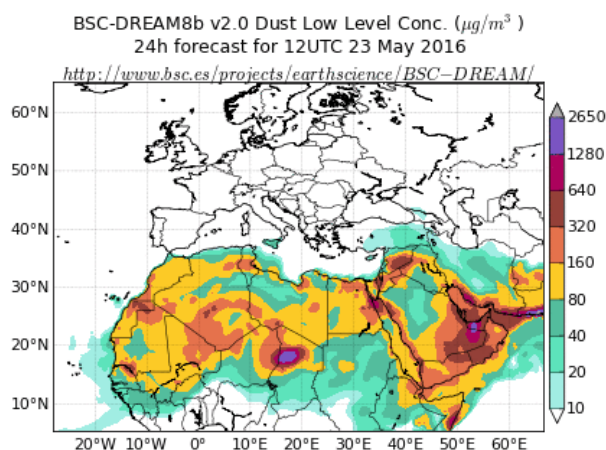 BSC-DREAM8b v2.0 Dust Low Level Conc. (μg/m³ )
24h forecast for 12UTC 23 May 2016
http://www.bsc.es/projects/earthscience/BSC−DREAM/
60°N
50°N
40°N
30°N
20°N
10°N
20°W
10°W
0°
10°E
20°E
30°E
40°E
50°E
60°E
2650
1280
640
320
160
80
40
20
10